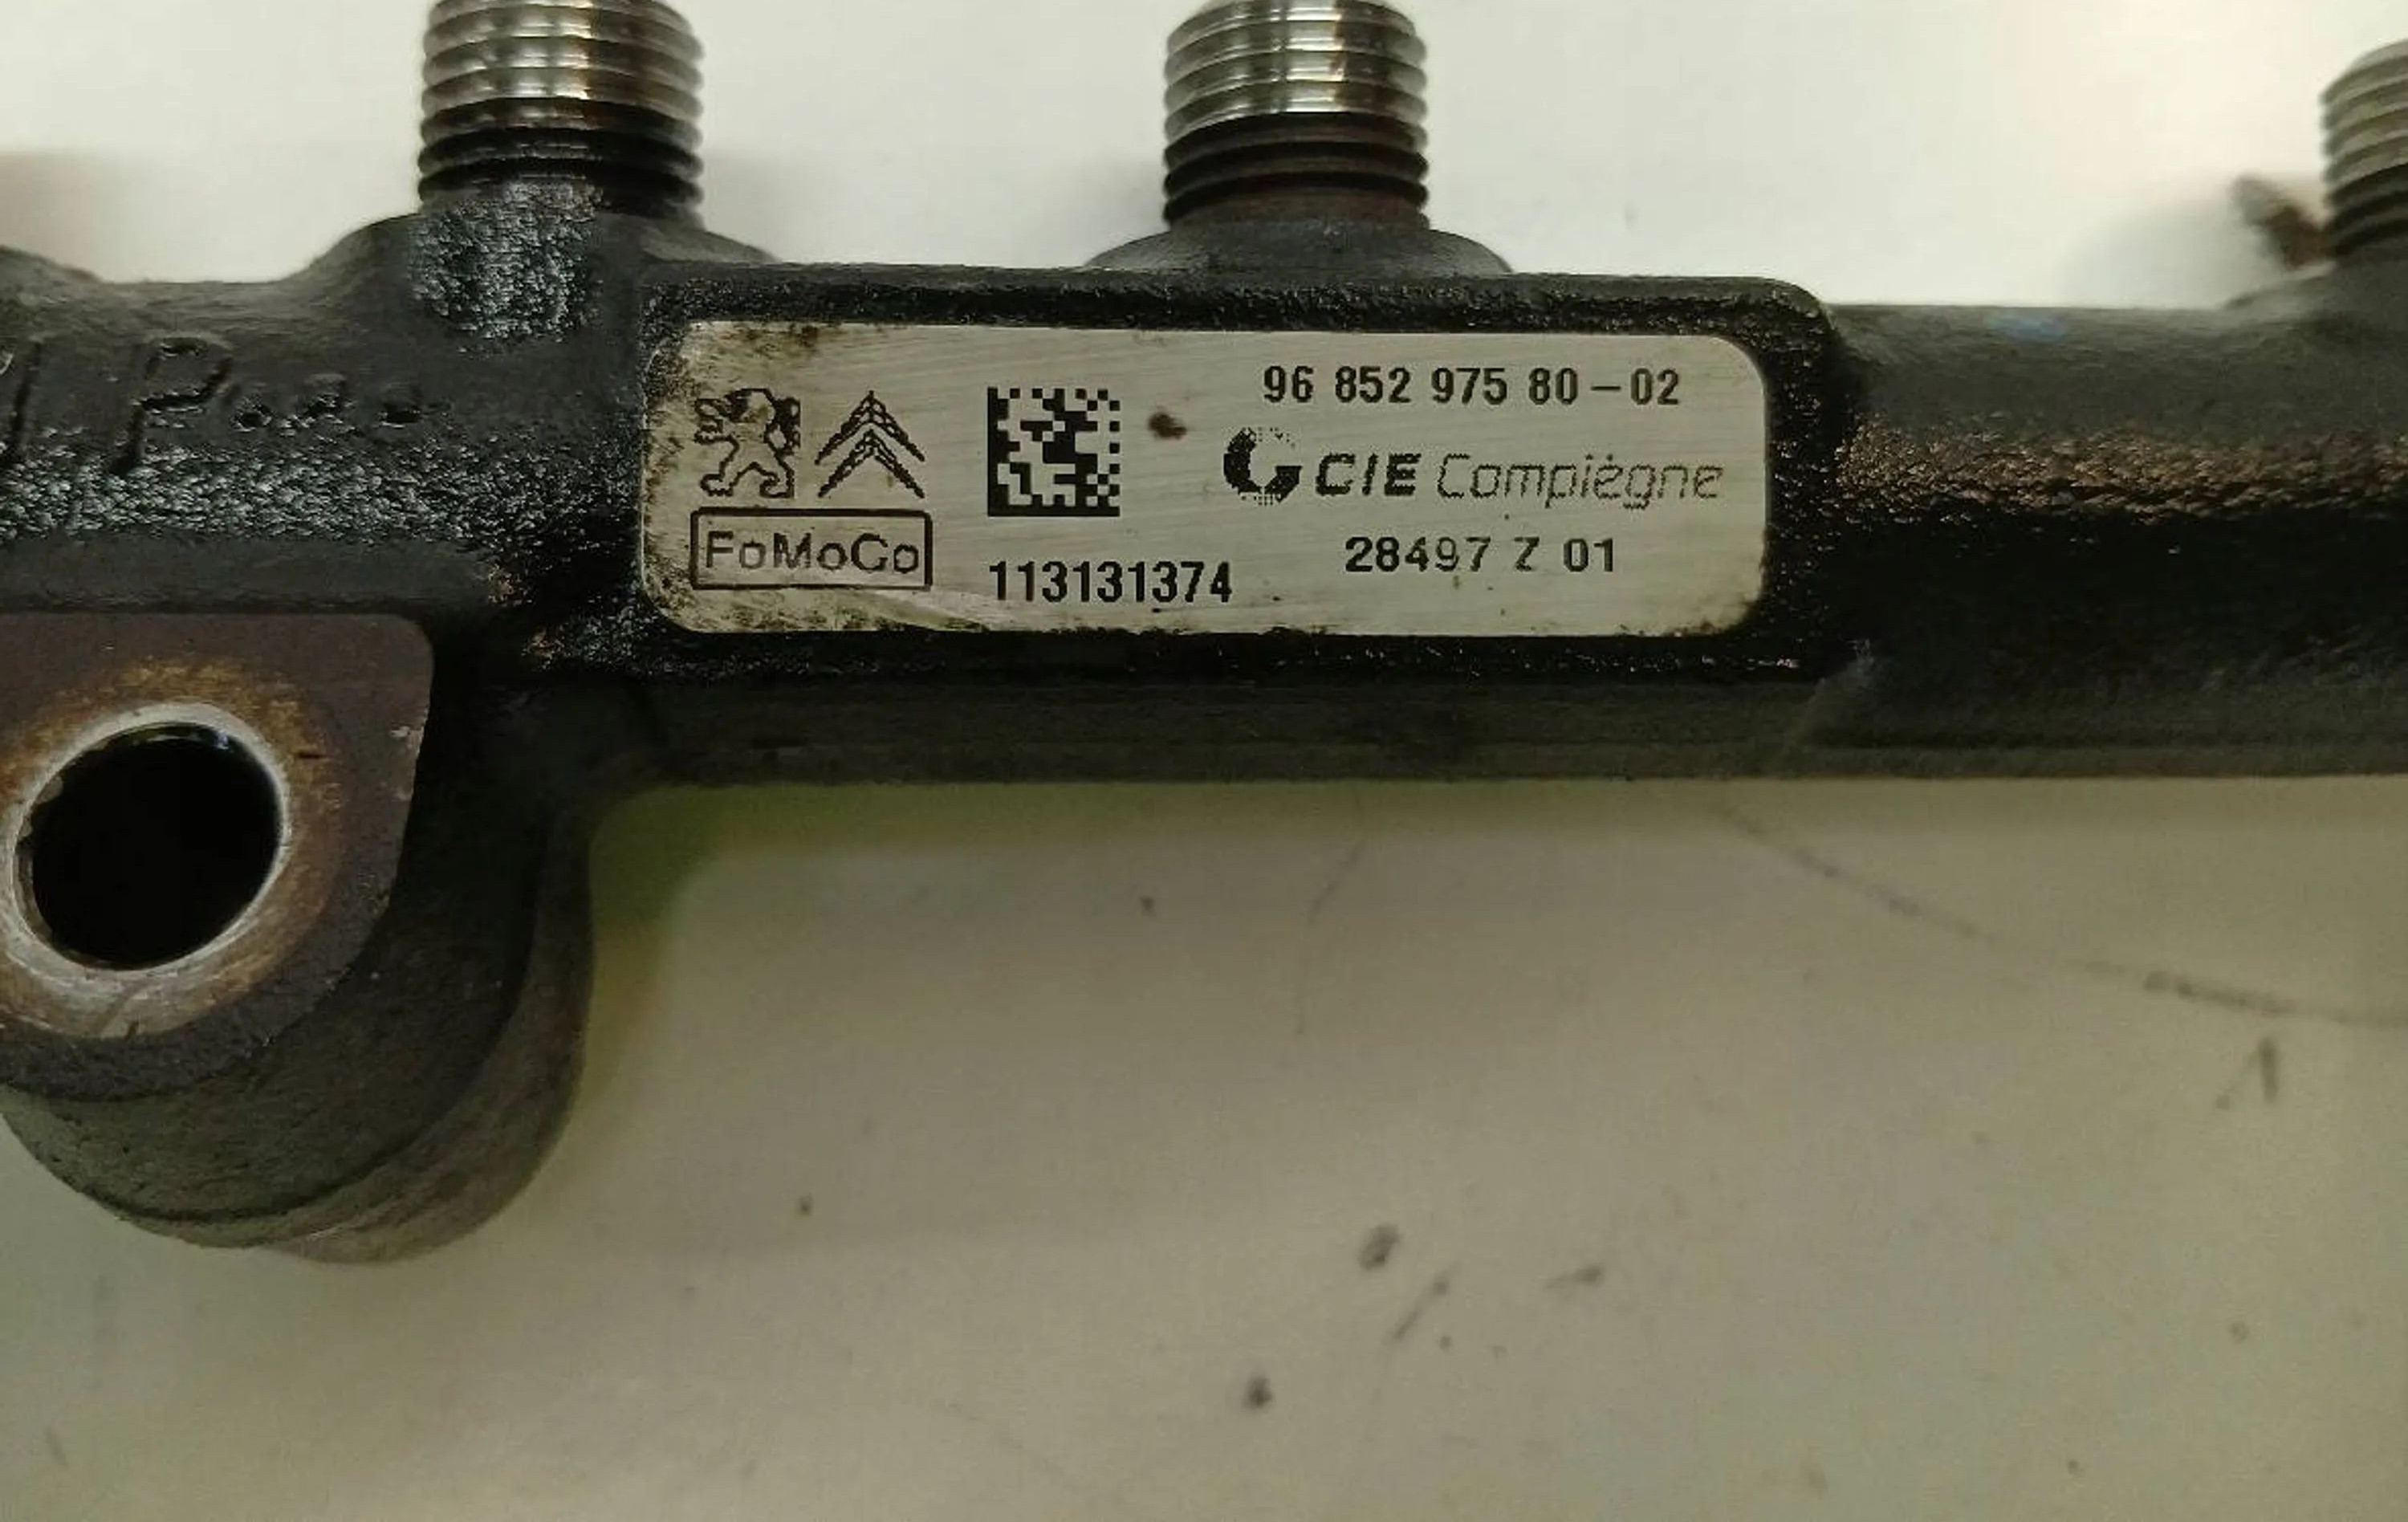 96 852 975 80-02
CIE Compiègne
FoMoCo
113131374
28497 Z 01